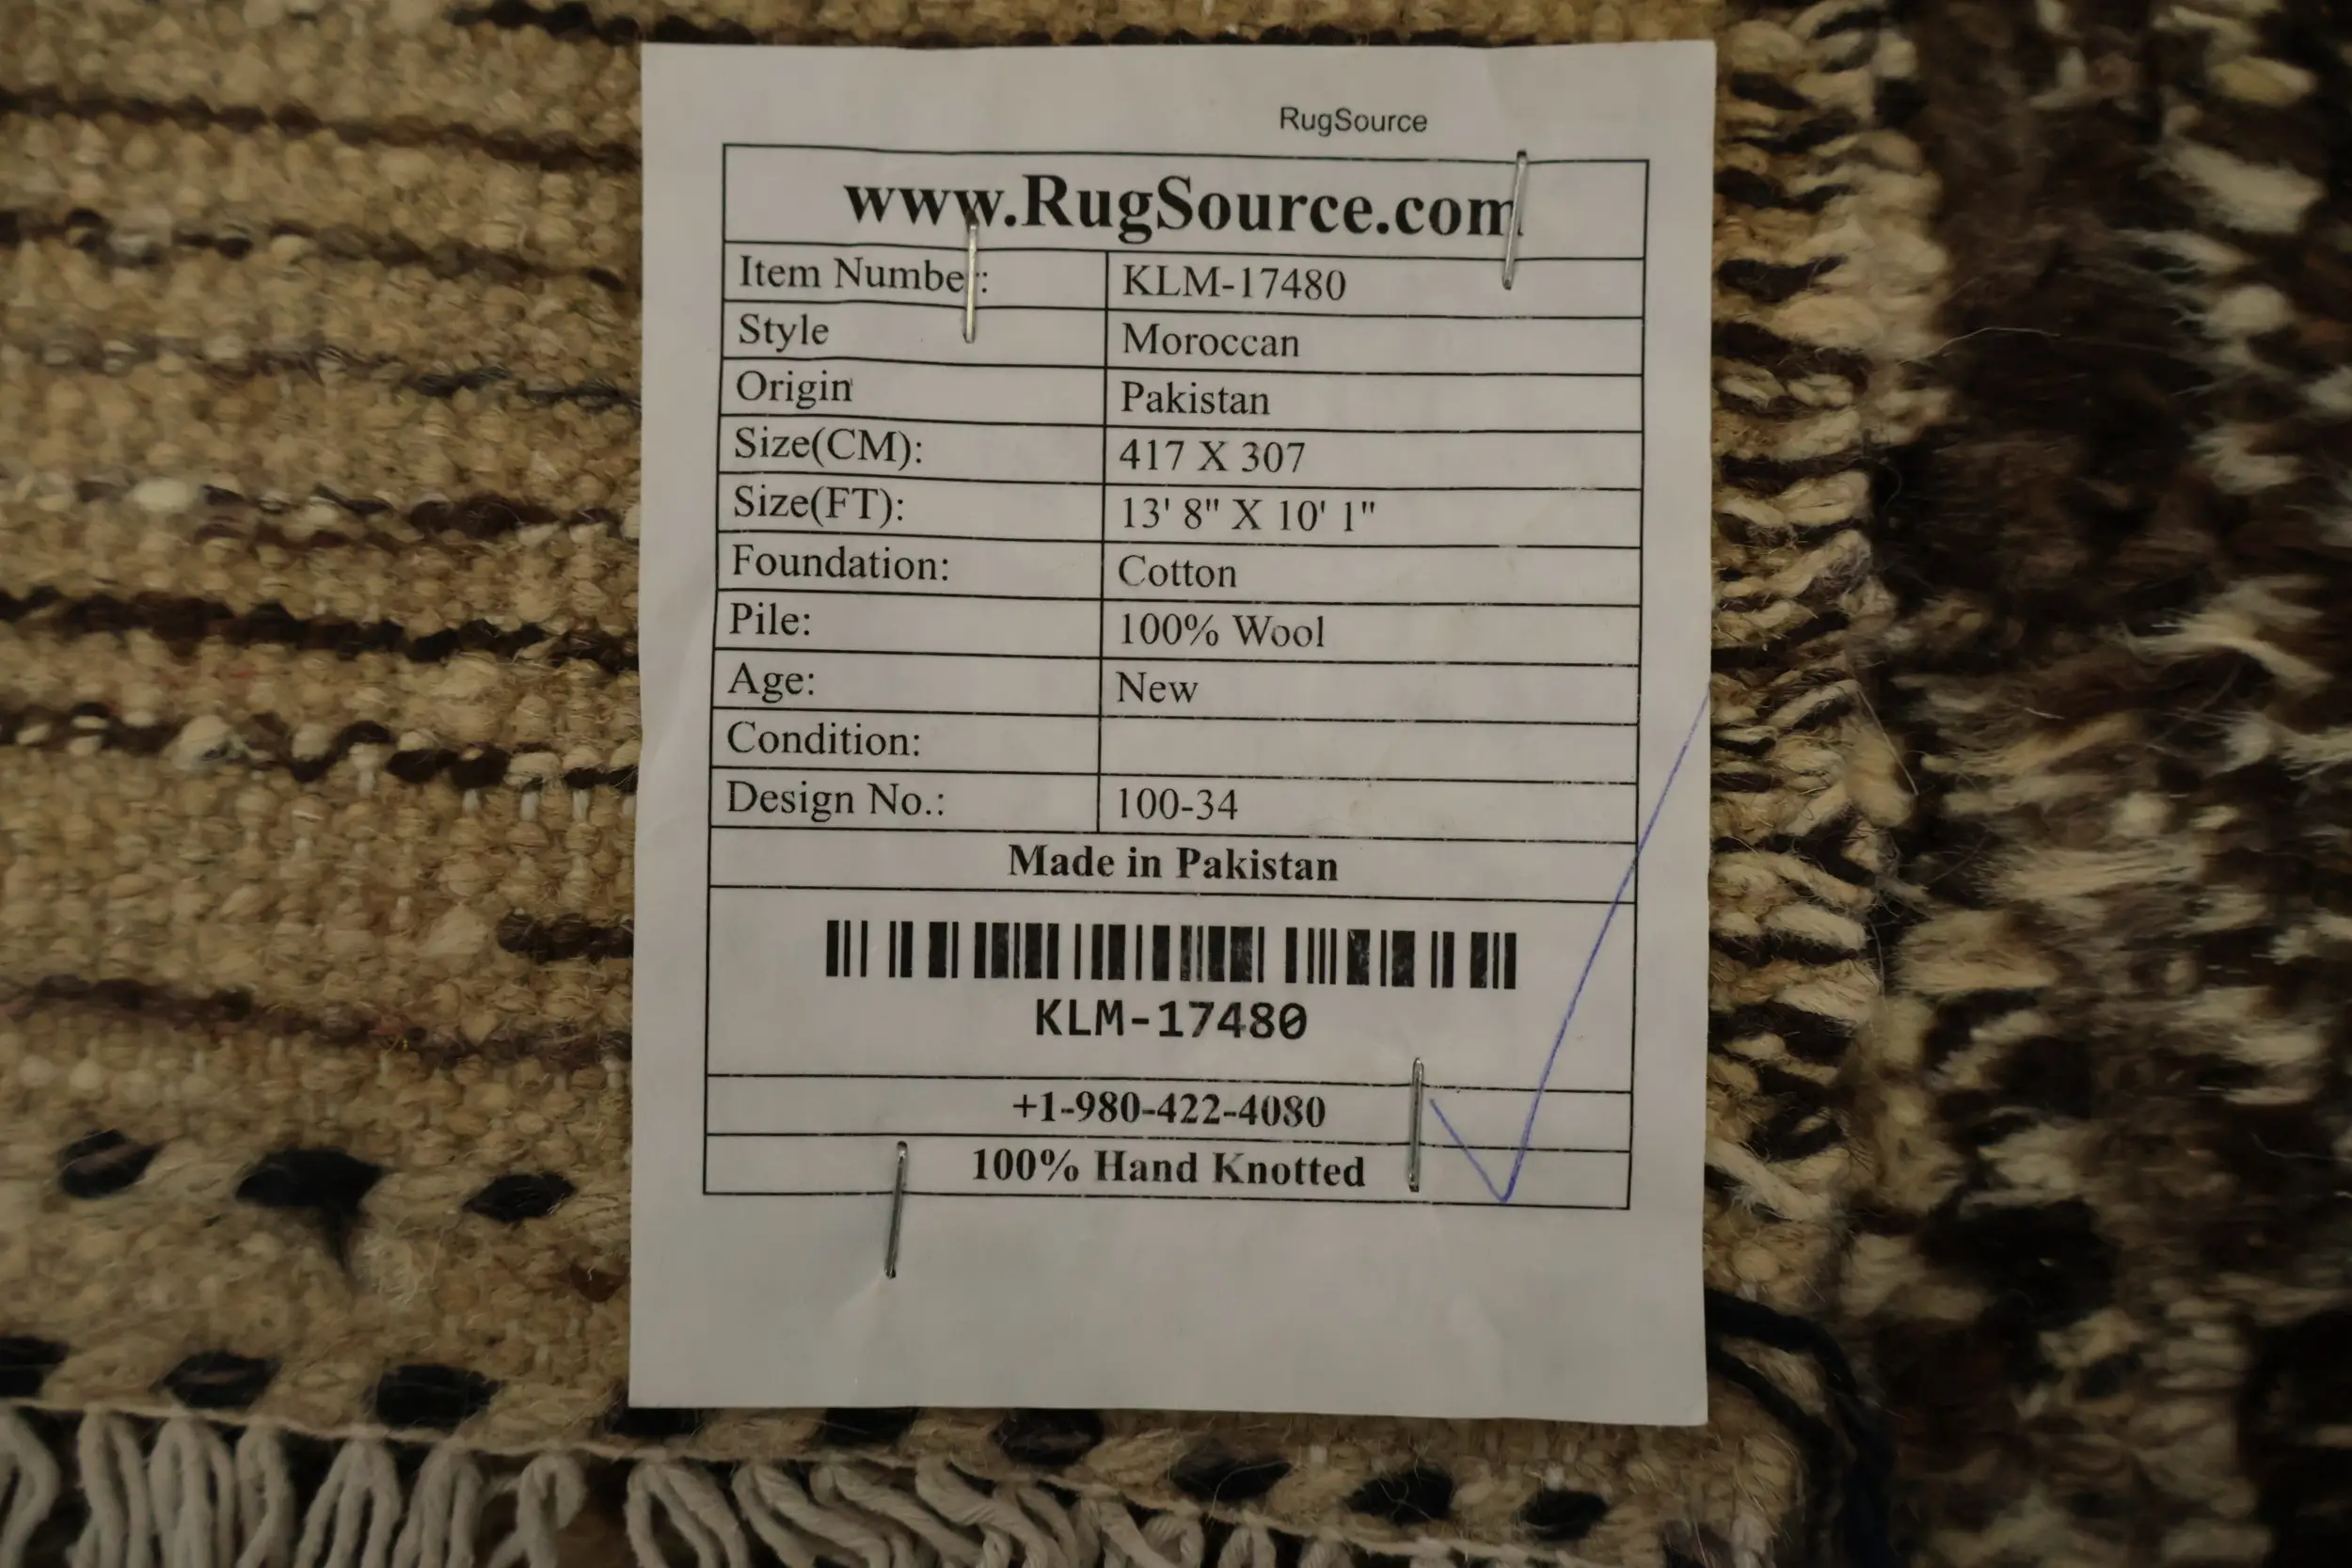 RugSource
www.RugSource.com
Item Number: KLM-17480
Style Moroccan
Origin Pakistan
Size(CM): 417 X 307
Size(FT): 13' 8" X 10' 1"
Foundation: Cotton
Pile: 100% Wool
Age: New
Condition:
Design No.: 100-34
Made in Pakistan
KLM-17480
+1-980-422-4080
100% Hand Knotted